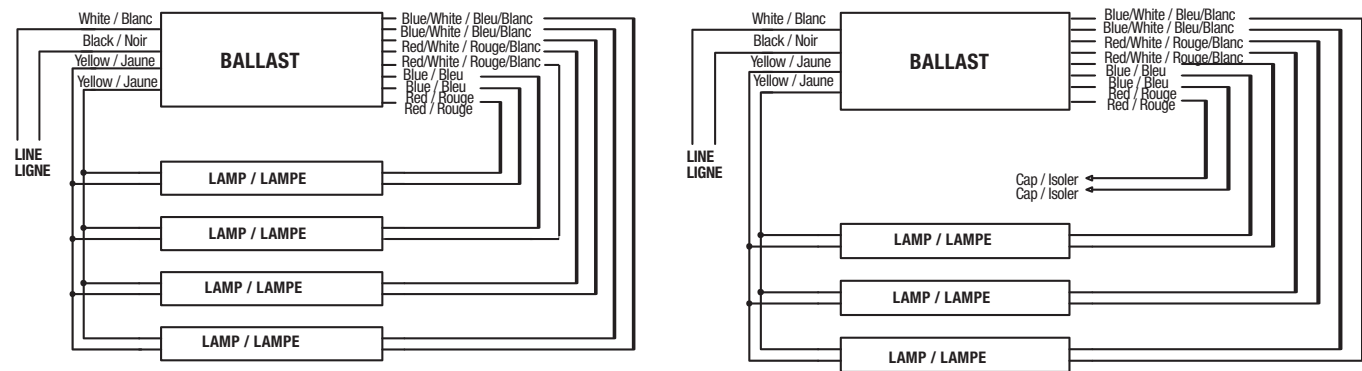 White / Blanc
Black / Noir
Yellow / Jaune
Yellow / Jaune
BALLAST
Blue/White / Bleu/Blanc
Blue/White / Bleu/Blanc
Red/White / Rouge/Blanc
Red/White / Rouge/Blanc
Blue / Bleu
Blue / Bleu
Red / Rouge
Red / Rouge
LINE
LIGNE
LAMP / LAMPE
LAMP / LAMPE
LAMP / LAMPE
LAMP / LAMPE
White / Blanc
Black / Noir
Yellow / Jaune
Yellow / Jaune
BALLAST
Blue/White / Bleu/Blanc
Blue/White / Bleu/Blanc
Red/White / Rouge/Blanc
Red/White / Rouge/Blanc
Blue / Bleu
Blue / Bleu
Red / Rouge
Red / Rouge
LINE
LIGNE
Cap / Isoler
Cap / Isoler
LAMP / LAMPE
LAMP / LAMPE
LAMP / LAMPE